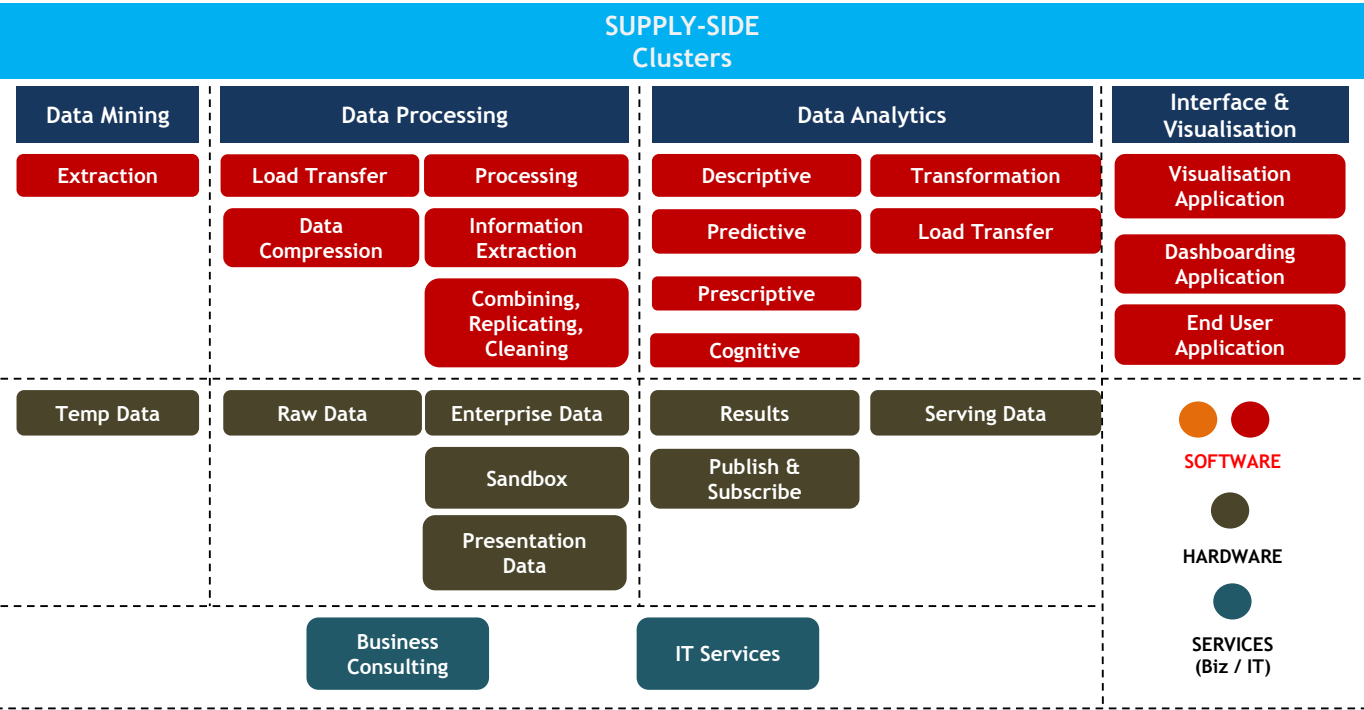 SUPPLY-SIDE
Clusters
Data Mining
Data Processing
Data Analytics
Interface &
Visualisation
Extraction
Load Transfer
Processing
Descriptive
Transformation
Visualisation
Application
Data
Compression
Information
Extraction
Predictive
Load Transfer
Dashboarding
Application
Combining,
Replicating,
Cleaning
Prescriptive
Cognitive
End User
Application
Temp Data
Raw Data
Enterprise Data
Results
Serving Data
Sandbox
Publish &
Subscribe
Presentation
Data
SOFTWARE
HARDWARE
SERVICES
(Biz / IT)
Business
Consulting
IT Services